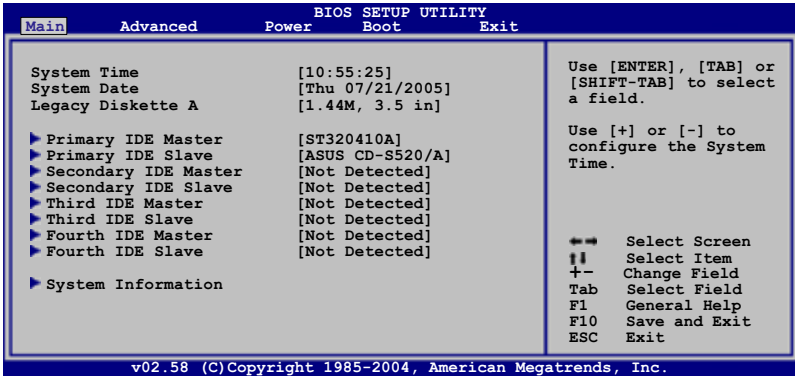 BIOS SETUP UTILITY
Main Advanced Power Boot Exit
System Time [10:55:25]
System Date [Thu 07/21/2005]
Legacy Diskette A [1.44M, 3.5 in]
Primary IDE Master [ST320410A]
Primary IDE Slave [ASUS CD-S520/A]
Secondary IDE Master [Not Detected]
Secondary IDE Slave [Not Detected]
Third IDE Master [Not Detected]
Third IDE Slave [Not Detected]
Fourth IDE Master [Not Detected]
Fourth IDE Slave [Not Detected]
System Information
Use [ENTER], [TAB] or
[SHIFT-TAB] to select
a field.
Use [+] or [-] to
configure the System
Time.
←→ Select Screen
↑↓ Select Item
+- Change Field
Tab Select Field
F1 General Help
F10 Save and Exit
ESC Exit
v02.58 (C)Copyright 1985-2004, American Megatrends, Inc.